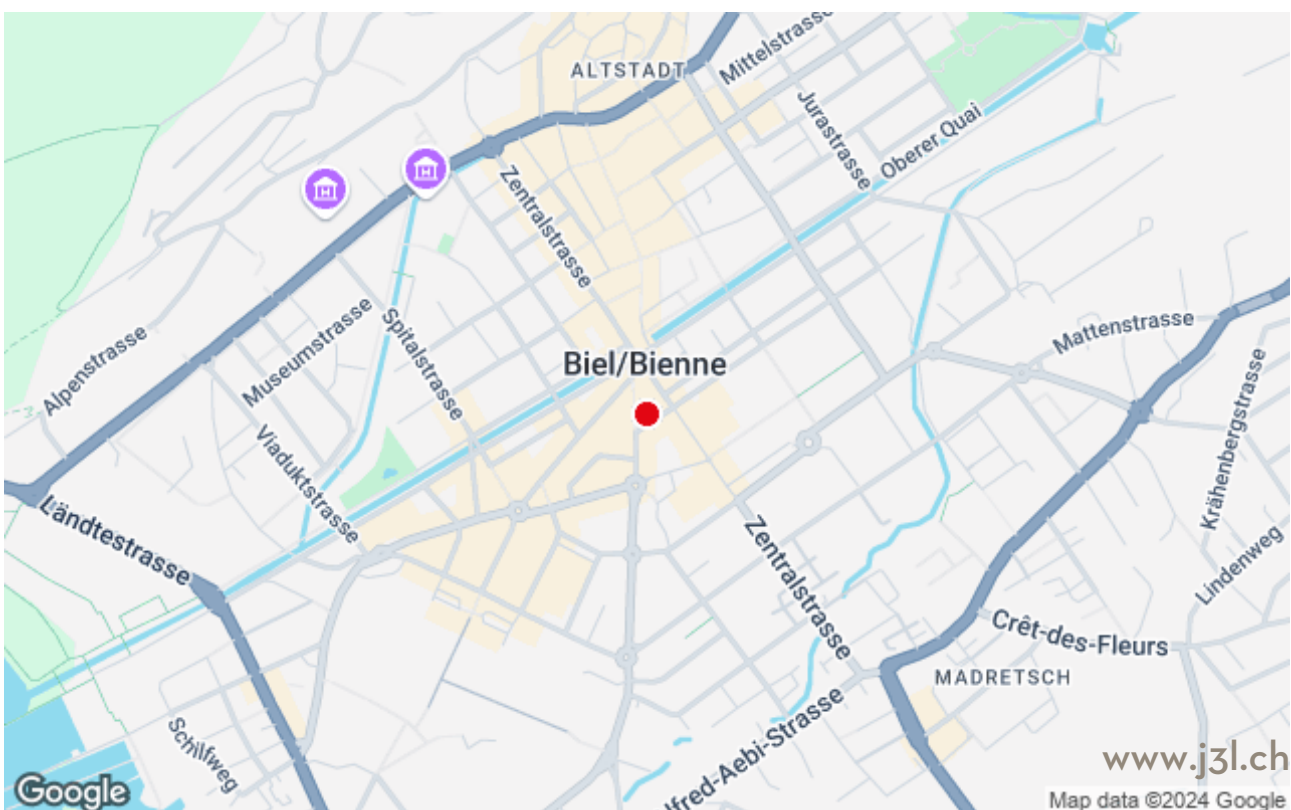 ALTSTADT
Mittelstrasse
Jurastrasse
Oberer Quai
Zentralstrasse
Museumstrasse
Spitalstrasse
Alpenstrasse
Mattenstrasse
Biel/Bienne
Krähenbergstrasse
Viaduktstrasse
Ländtestrasse
Lindenweg
Zentralstrasse
Crêt-des-Fleurs
MADRETSCH
Schilfweg
lfred-Aebi-Strasse
www.j3l.ch
Google
Map data ©2024 Google